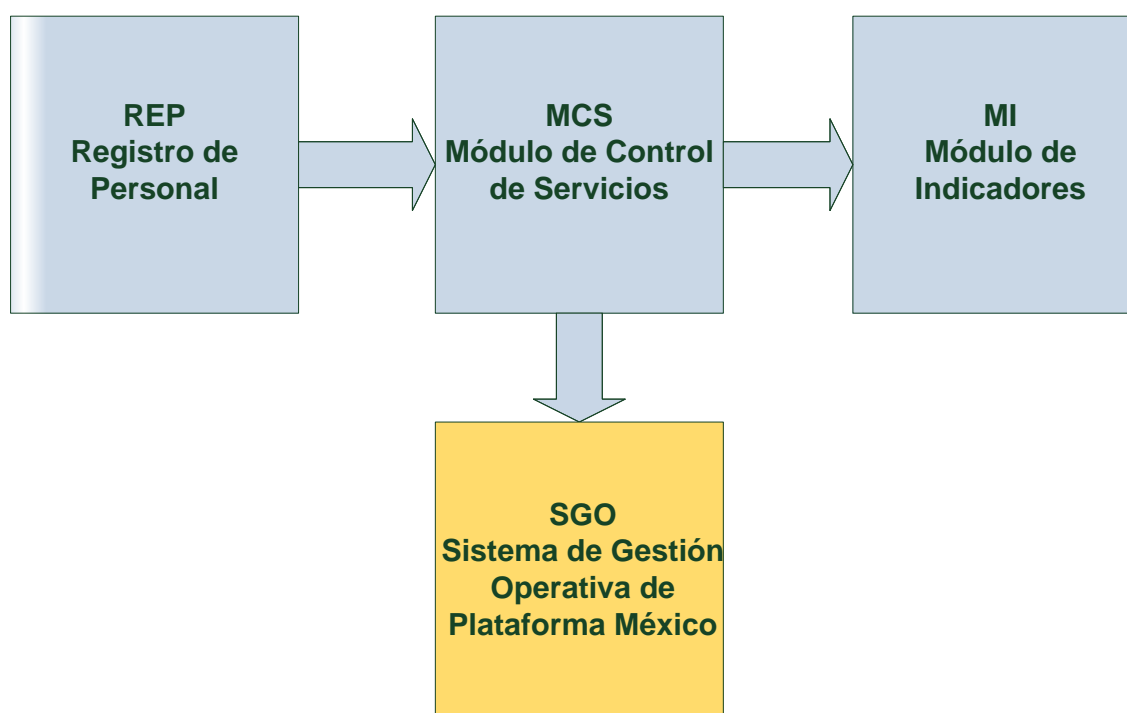 REP
Registro de
Personal
MCS
Módulo de Control
de Servicios
MI
Módulo de
Indicadores
SGO
Sistema de Gestión
Operativa de
Plataforma México